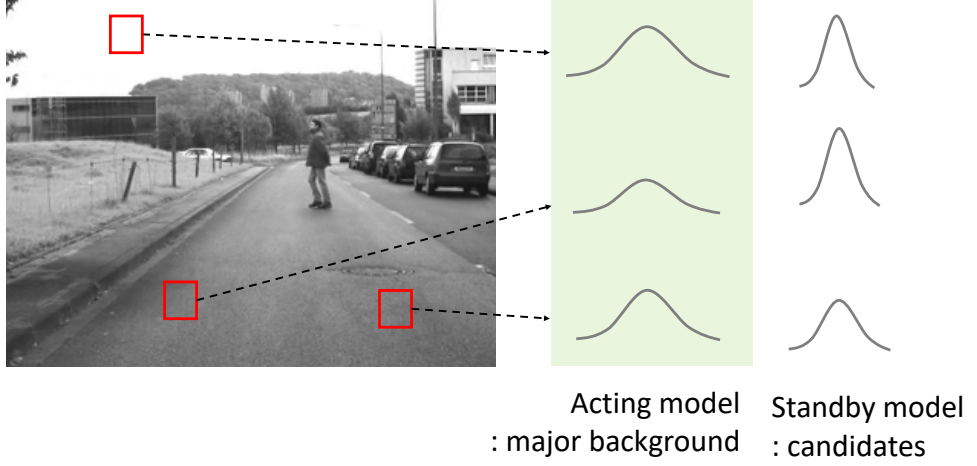 Acting model
: major background
Standby model
: candidates